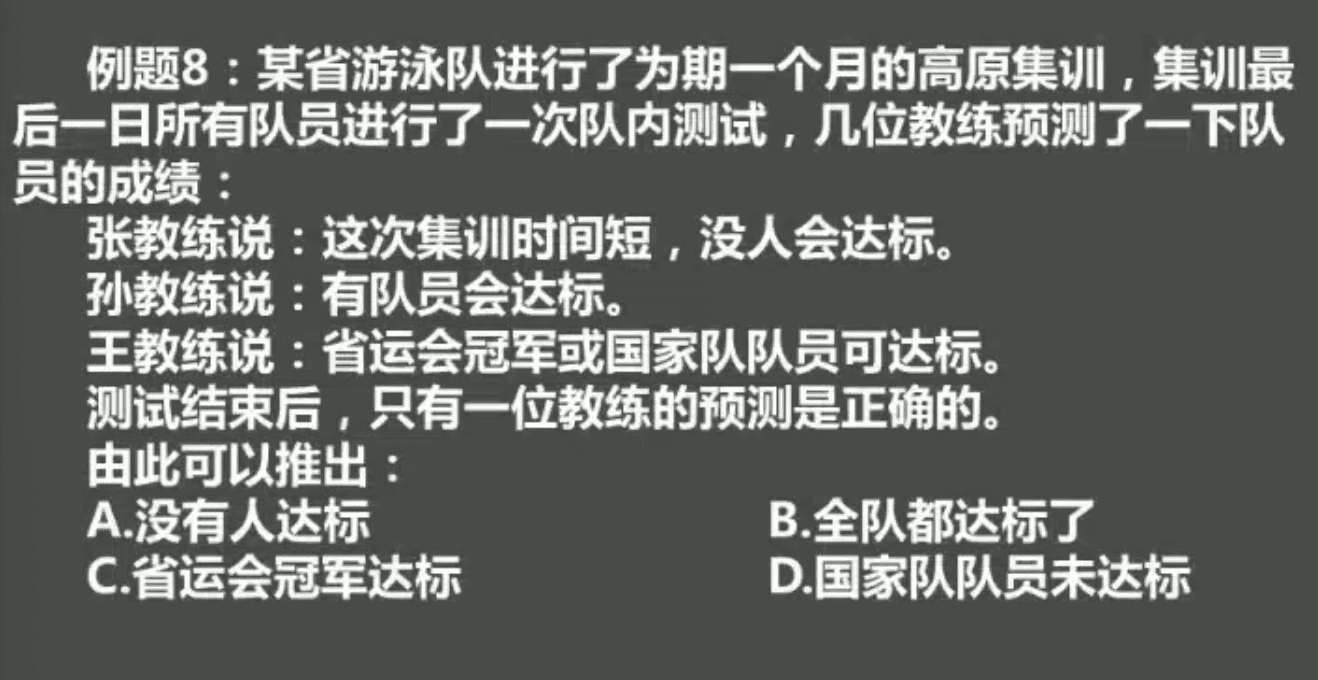 例题8：某省游泳队进行了为期一个月的高原集训，集训最
后一日所有队员进行了一次队内测试，几位教练预测了一下队
员的成绩：
张教练说：这次集训时间短，没人会达标。
孙教练说：有队员会达标。
王教练说：省运会冠军或国家队队员可达标。
测试结束后，只有一位教练的预测是正确的。
由此可以推出：
A.没有人达标 B.全队都达标了
C.省运会冠军达标 D.国家队队员未达标